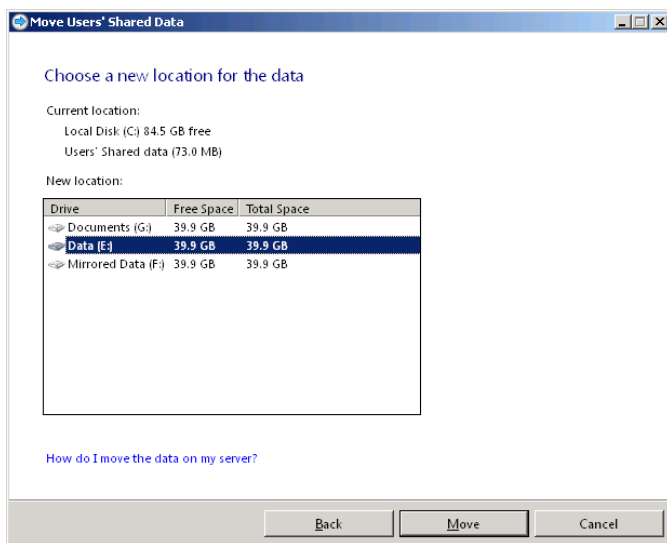 Move Users' Shared Data
Choose a new location for the data
Current location:
Local Disk (C:) 84.5 GB free
Users' Shared data (73.0 MB)
New location:
Drive Free Space Total Space
Documents (G:) 39.9 GB 39.9 GB
Data (E:) 39.9 GB 39.9 GB
Mirrored Data (F:) 39.9 GB 39.9 GB
How do I move the data on my server?
Back Move Cancel